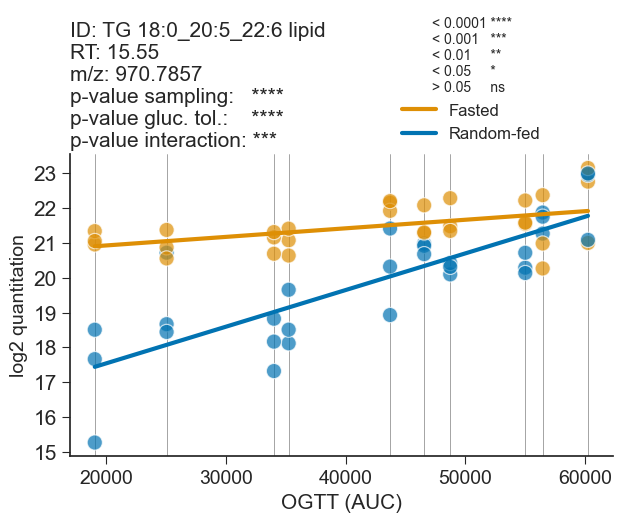 ID: TG 18:0_20:5_22:6 lipid
RT: 15.55
m/z: 970.7857
p-value sampling: ****
p-value gluc. tol.: ****
p-value interaction: ***
< 0.0001 ****
< 0.001 ***
< 0.01 **
< 0.05 *
> 0.05 ns
Fasted
Random-fed
log2 quantitation
23
22
21
20
19
18
17
16
15
20000 30000 40000 50000 60000
OGTT (AUC)